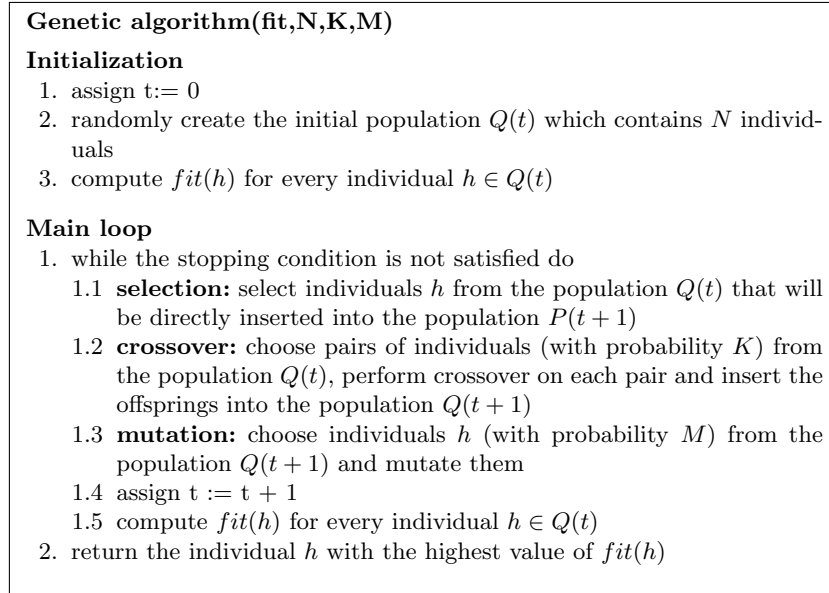 Genetic algorithm(fit,N,K,M)
Initialization
1. assign t:= 0
2. randomly create the initial population Q(t) which contains N individ-
uals
3. compute fit(h) for every individual h ∈ Q(t)
Main loop
1. while the stopping condition is not satisfied do
1.1 selection: select individuals h from the population Q(t) that will
be directly inserted into the population P(t + 1)
1.2 crossover: choose pairs of individuals (with probability K) from
the population Q(t), perform crossover on each pair and insert the
offsprings into the population Q(t + 1)
1.3 mutation: choose individuals h (with probability M) from the
population Q(t + 1) and mutate them
1.4 assign t := t + 1
1.5 compute fit(h) for every individual h ∈ Q(t)
2. return the individual h with the highest value of fit(h)